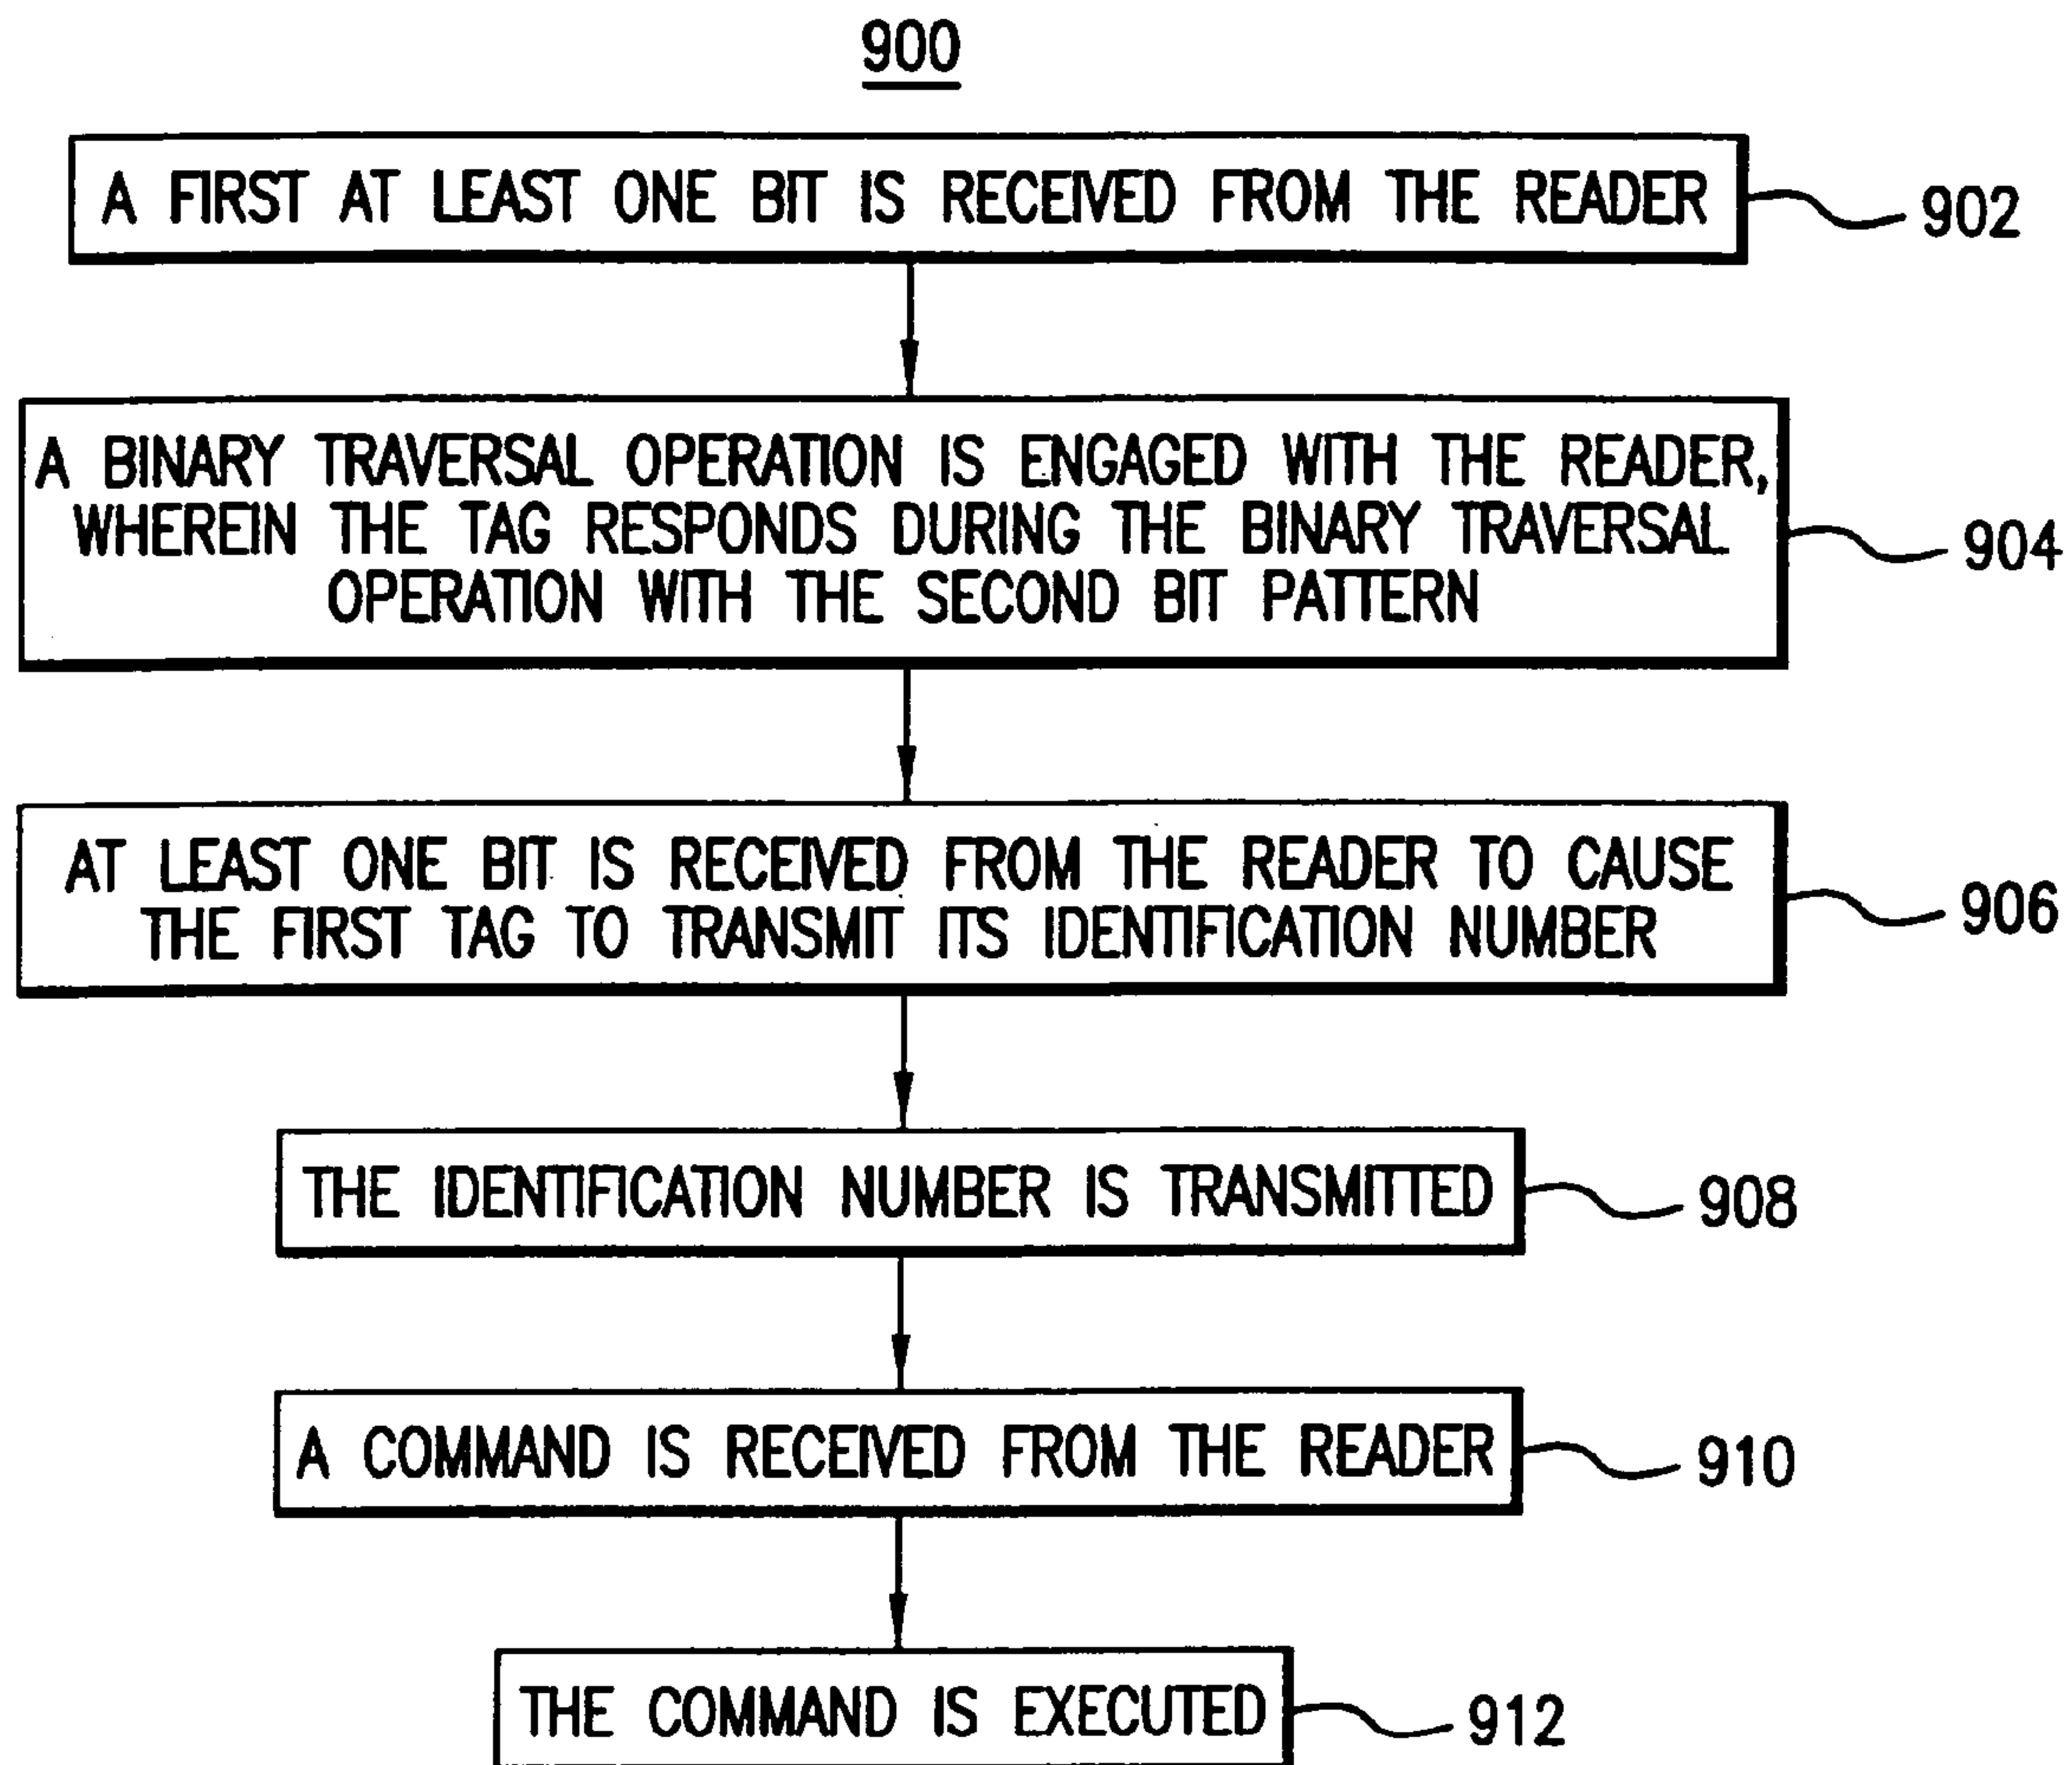 900
A FIRST AT LEAST ONE BIT IS RECEIVED FROM THE READER
902
A BINARY TRAVERSAL OPERATION IS ENGAGED WITH THE READER,
WHEREIN THE TAG RESPONDS DURING THE BINARY TRAVERSAL
OPERATION WITH THE SECOND BIT PATTERN
904
AT LEAST ONE BIT IS RECEIVED FROM THE READER TO CAUSE
THE FIRST TAG TO TRANSMIT ITS IDENTIFICATION NUMBER
906
THE IDENTIFICATION NUMBER IS TRANSMITTED
908
A COMMAND IS RECEIVED FROM THE READER
910
THE COMMAND IS EXECUTED
912